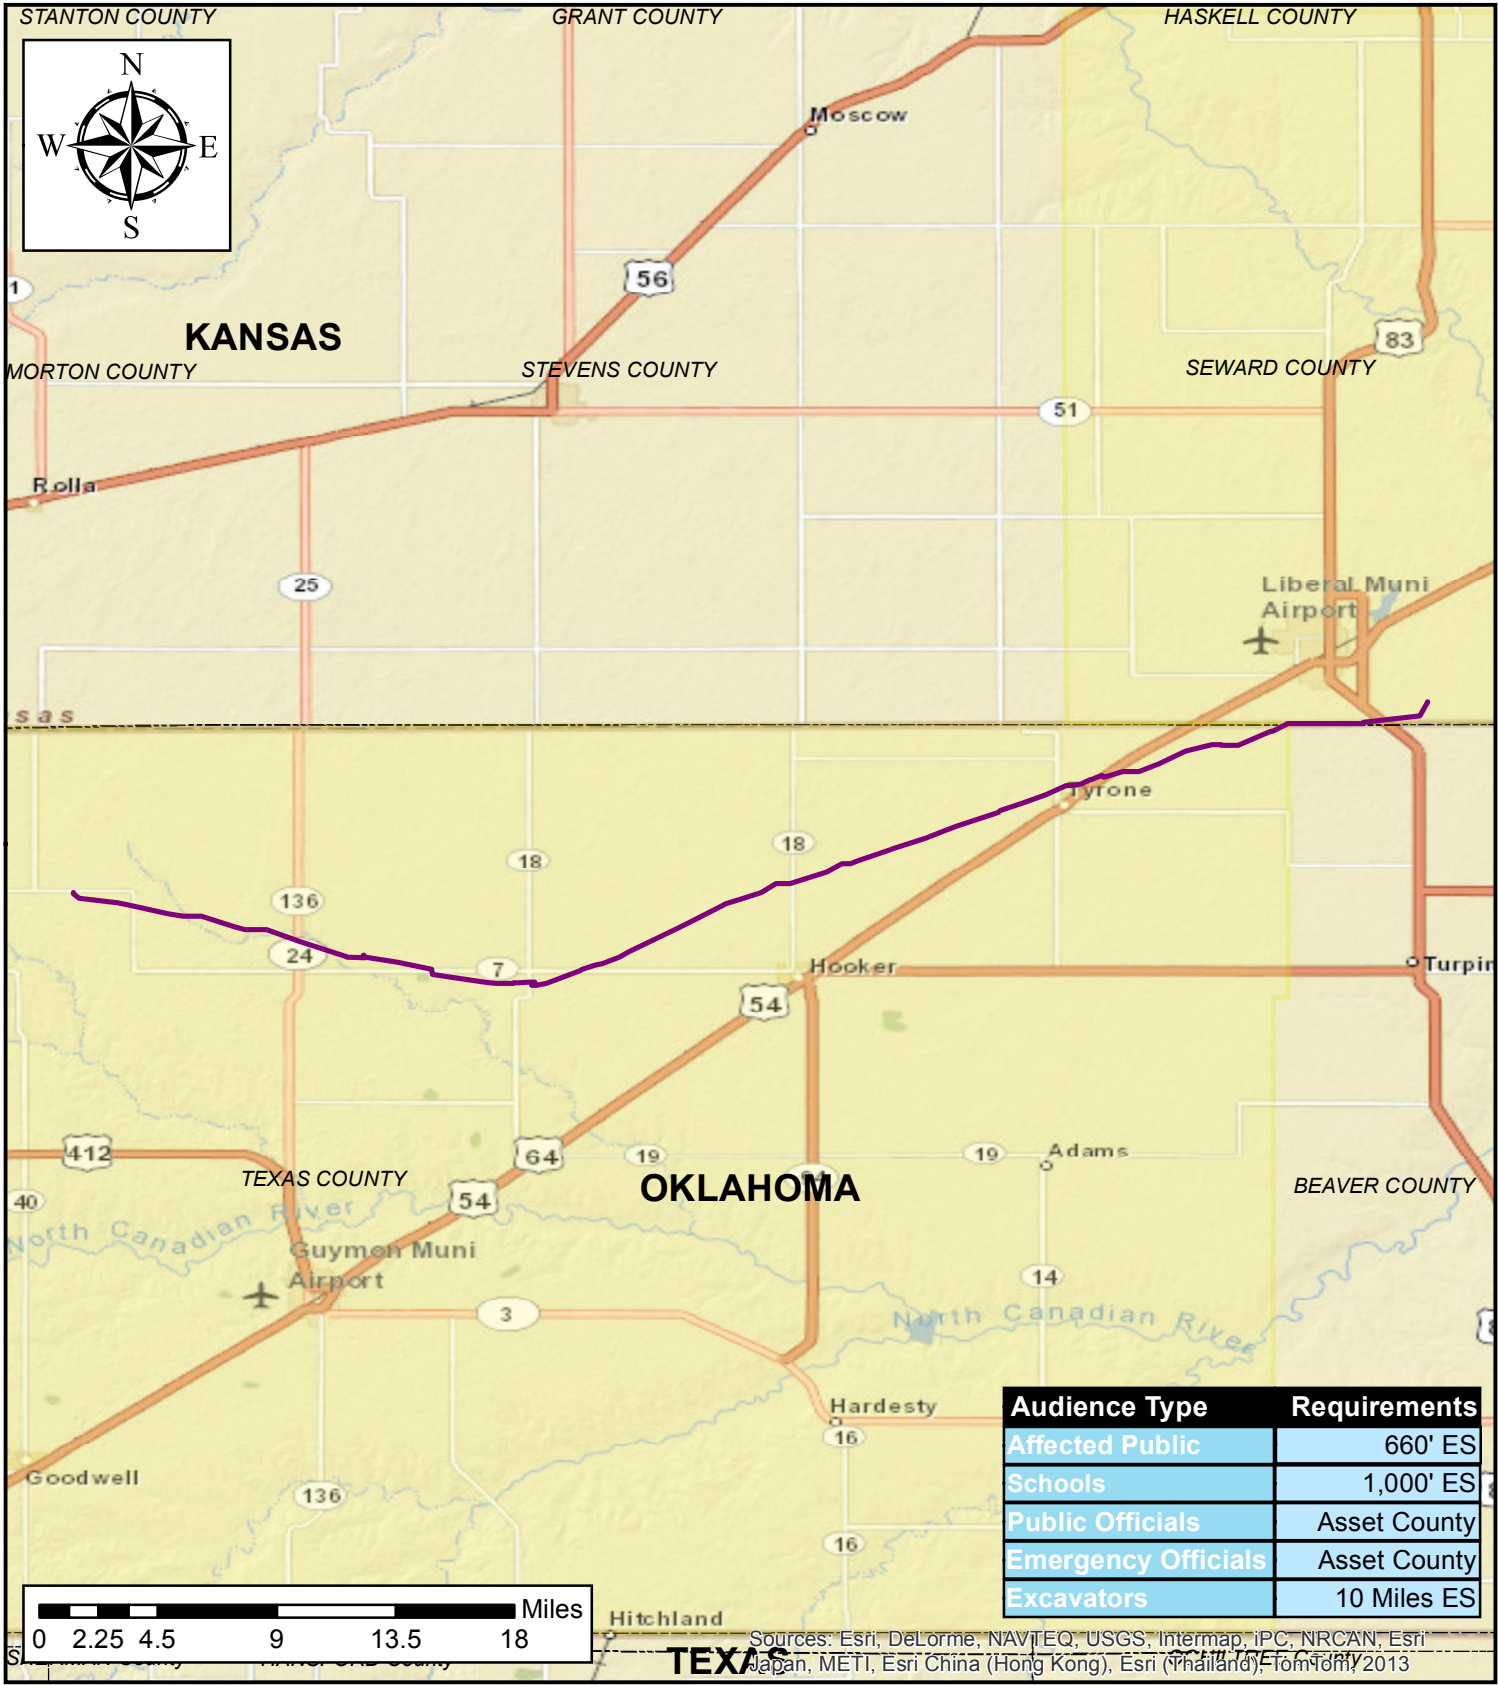 STANTON COUNTY
GRANT COUNTY
HASKELL COUNTY
N
W
E
S
Moscow
56
1
KANSAS
83
MORTON COUNTY
STEVENS COUNTY
SEWARD COUNTY
51
Rolla
25
Liberal Muni
Airport
sas
Tyrone
18
18
136
24
7
Hooker
Turpin
54
412
64
19
19
Adams
TEXAS COUNTY
OKLAHOMA
BEAVER COUNTY
40
54
North Canadian River
Guymon Muni
Airport
14
3
North Canadian River
Hardesty
16
Goodwell
136
16
Audience Type Requirements
Affected Public 660' ES
Schools 1,000' ES
Public Officials Asset County
Emergency Officials Asset County
Excavators 10 Miles ES
Miles
0 2.25 4.5 9 13.5 18
Hitchland
TEXAS
Sources: Esri, DeLorme, NAVTEQ, USGS, Intermap, iPC, NRCAN, Esri
Japan, METI, Esri China (Hong Kong), Esri (Thailand), TomTom, 2013